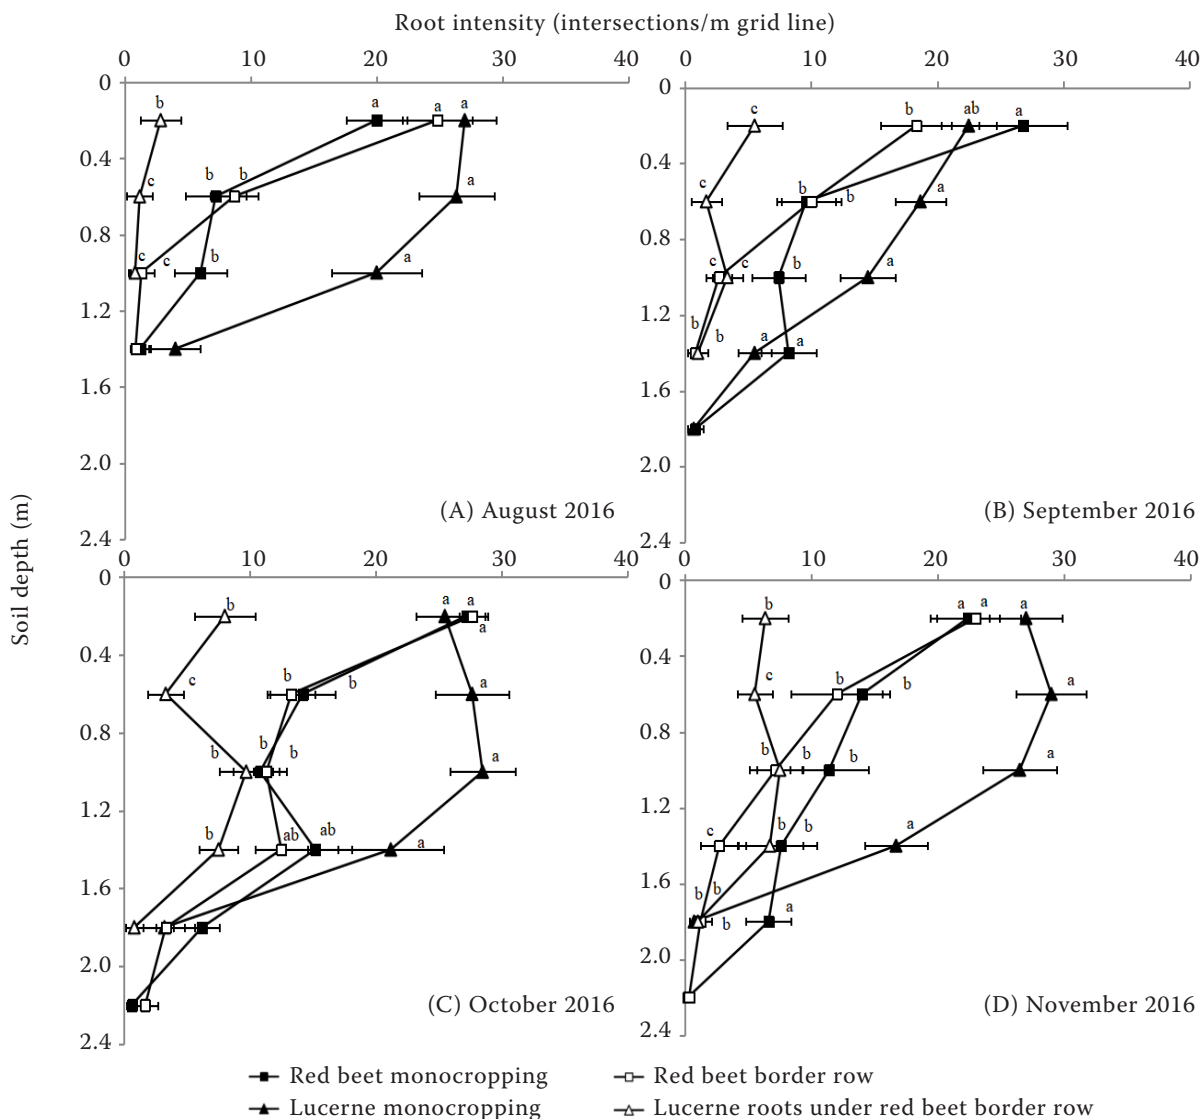 Root intensity (intersections/m grid line)
0 10 20 30 40
0 10 20 30 40
0
0.4
0.8
1.2
1.6
2.0
2.4
b a a a
c b b a
c c b a
(A) August 2016
0
0.4
0.8
1.2
1.6
2.0
2.4
c b ab a
c b b a
c c b a
b b a a
(B) September 2016
Soil depth (m)
0 10 20 30 40
0 10 20 30 40
0
0.4
0.8
1.2
1.6
2.0
2.4
b a a a
c b b a
b b b a
b ab ab a
(C) October 2016
0
0.4
0.8
1.2
1.6
2.0
2.4
b a a a
c b a
b b b a
c b b a
b b b a
(D) November 2016
Red beet monocropping Red beet border row
Lucerne monocropping Lucerne roots under red beet border row